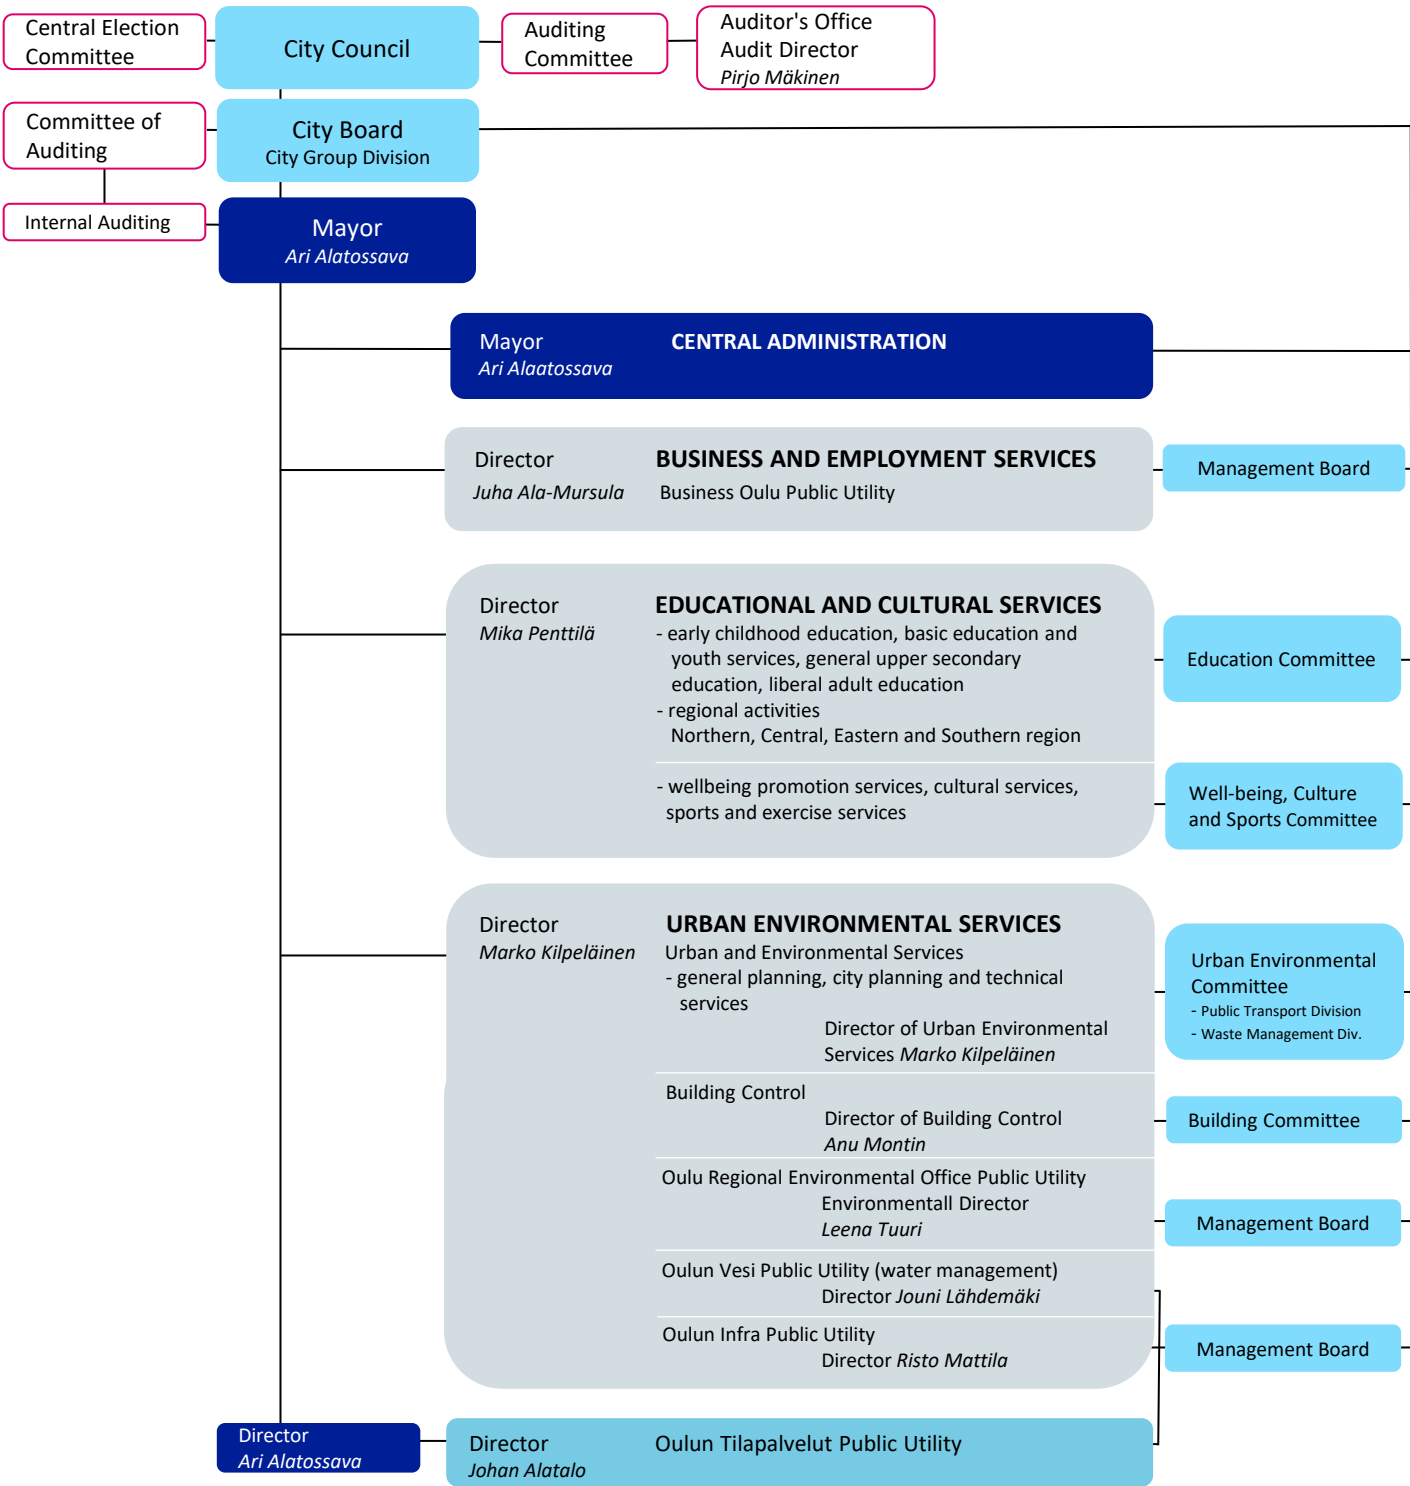 Central Election
Committee
City Council
Auditing
Committee
Auditor's Office
Audit Director
Pirjo Mäkinen
Committee of
Auditing
City Board
City Group Division
Internal Auditing
Mayor
Ari Alatossava
Mayor
CENTRAL ADMINISTRATION
Ari Alaatossava
Director
BUSINESS AND EMPLOYMENT SERVICES
Juha Ala-Mursula
Business Oulu Public Utility
Management Board
Director
EDUCATIONAL AND CULTURAL SERVICES
Mika Penttilä
- early childhood education, basic education and
youth services, general upper secondary
education, liberal adult education
- regional activities
Northern, Central, Eastern and Southern region
Education Committee
- wellbeing promotion services, cultural services,
sports and exercise services
Well-being, Culture
and Sports Committee
Director
URBAN ENVIRONMENTAL SERVICES
Marko Kilpeläinen
Urban and Environmental Services
- general planning, city planning and technical
services
Director of Urban Environmental
Services Marko Kilpeläinen
Urban Environmental
Committee
- Public Transport Division
- Waste Management Div.
Building Control
Director of Building Control
Anu Montin
Building Committee
Oulu Regional Environmental Office Public Utility
Environmentall Director
Leena Tuuri
Management Board
Oulun Vesi Public Utility (water management)
Director Jouni Lähdemäki
Oulun Infra Public Utility
Director Risto Mattila
Management Board
Director
Ari Alatossava
Director
Oulun Tilapalvelut Public Utility
Johan Alatalo